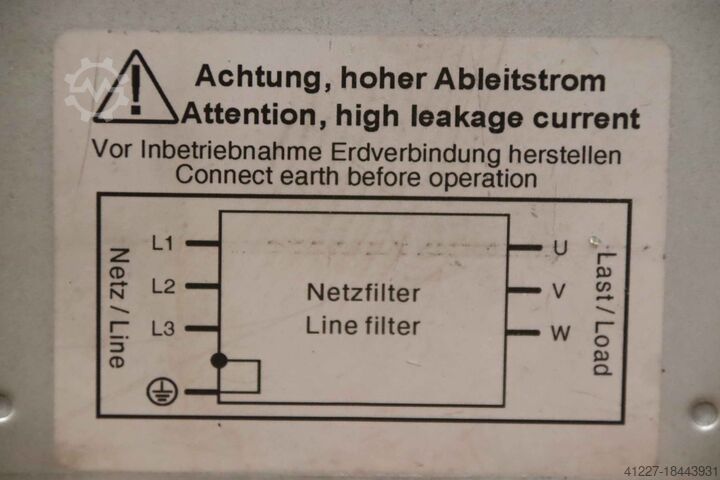 Achtung, hoher Ableitstrom
Attention, high leakage current
Vor Inbetriebnahme Erdverbindung herstellen
Connect earth before operation
Netz / Line
L1
L2
L3
Netzfilter
Line filter
U
V
W
Last / Load
41227-18443931